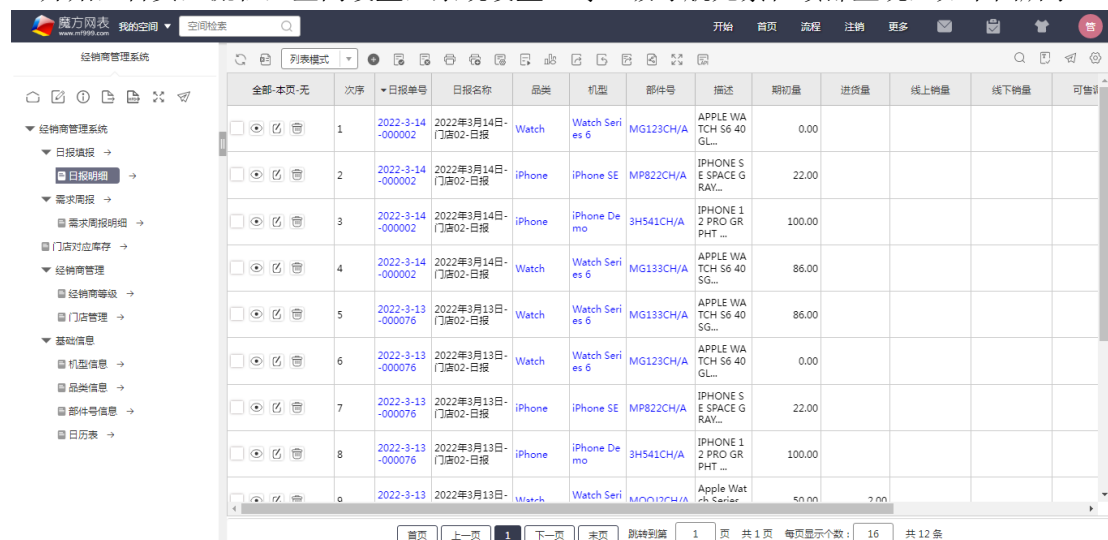 魔方网表 www.mf999.com 我的空间 ▼ 空间检索 开始 首页 流程 注销 更多 管
经销商管理系统
列表模式
经销商管理系统
日报填报 →
日报明细 →
需求周报 →
需求周报明细 →
门店对应库存 →
经销商管理
经销商等级 →
门店管理 →
基础信息
机型信息 →
品类信息 →
部件号信息 →
日历表 →
全部-本页-无 次序 ▼日报单号 日报名称 品类 机型 部件号 描述 期初量 进货量 线上销量 线下销量
1 2022-3-14-000002 2022年3月14日-门店02-日报 Watch Watch Series 6 MG123CH/A APPLE WATCH S6 40 GL... 0.00
2 2022-3-14-000002 2022年3月14日-门店02-日报 iPhone iPhone SE MP822CH/A IPHONE SE SPACE GRAY... 22.00
3 2022-3-14-000002 2022年3月14日-门店02-日报 iPhone iPhone Demo 3H541CH/A IPHONE 12 PRO GRPHT ... 100.00
4 2022-3-14-000002 2022年3月14日-门店02-日报 Watch Watch Series 6 MG133CH/A APPLE WATCH S6 40 SG... 86.00
5 2022-3-13-000076 2022年3月13日-门店02-日报 Watch Watch Series 6 MG133CH/A APPLE WATCH S6 40 SG... 86.00
6 2022-3-13-000076 2022年3月13日-门店02-日报 Watch Watch Series 6 MG123CH/A APPLE WATCH S6 40 GL... 0.00
7 2022-3-13-000076 2022年3月13日-门店02-日报 iPhone iPhone SE MP822CH/A IPHONE SE SPACE GRAY... 22.00
8 2022-3-13-000076 2022年3月13日-门店02-日报 iPhone iPhone Demo 3H541CH/A IPHONE 12 PRO GRPHT ... 100.00
2022-3-13 2022年3月13日- Watch Watch Seri Apple Wat 50.00 2.00
首页 上一页 1 下一页 末页 跳转到第 1 页 共1页 每页显示个数: 16 共12条